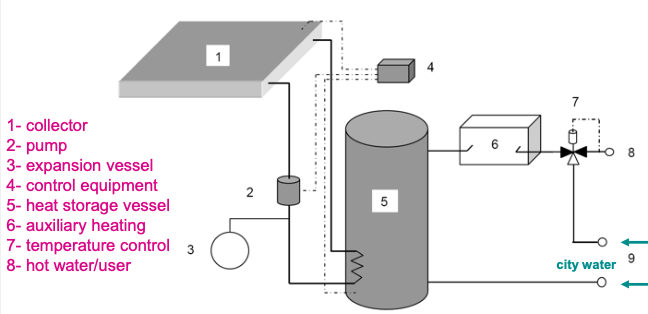 1
4
7
6
8
1- collector
2- pump
3- expansion vessel
4- control equipment
5- heat storage vessel
6- auxiliary heating
7- temperature control
8- hot water/user
2
5
3
9
city water